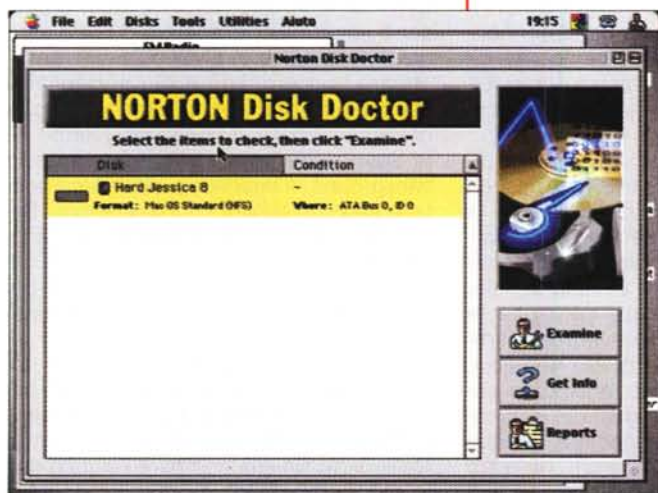 File Edit Disks Tools Utilities Aiuto 19:15
FM Radio
Norton Disk Doctor
NORTON Disk Doctor
Select the items to check, then click "Examine".
Disk Condition
Hard Jessica 8 -
Format: Mac OS Standard (HFS) Where: ATA Bus 0, ID 0
Examine
Get Info
Reports